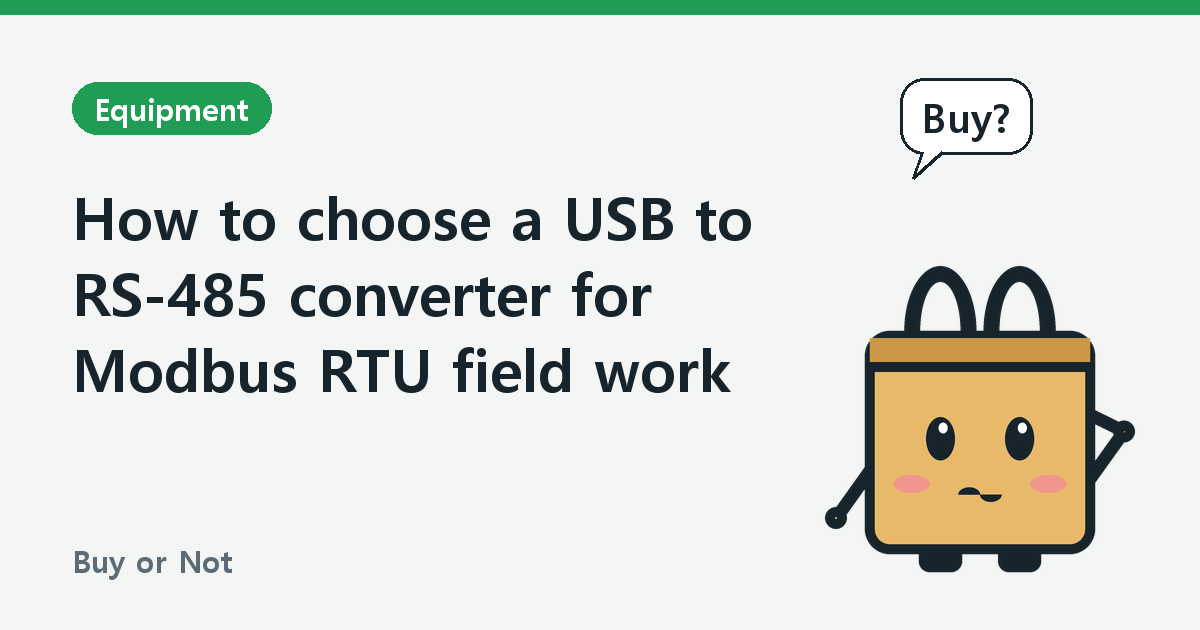 Equipment
Buy?
How to choose a USB to
RS-485 converter for
Modbus RTU field work
Buy or Not